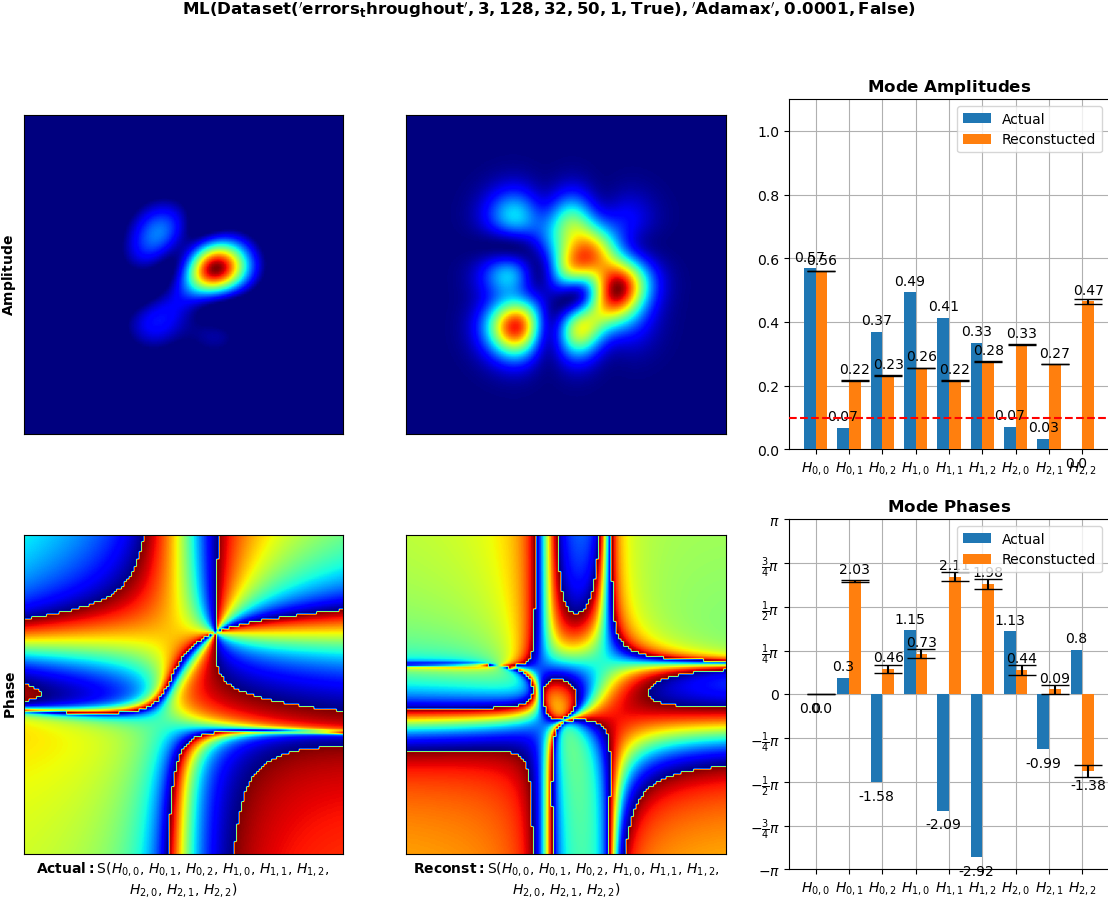 ML(Dataset('errors_throughout', 3, 128, 32, 50, 1, True), 'Adamax', 0.0001, False)
Amplitude
Mode Amplitudes
Actual
Reconstucted
1.0
0.8
0.6
0.4
0.2
0.0
0.57
0.56
0.07
0.22
0.37
0.23
0.49
0.26
0.41
0.22
0.33
0.28
0.07
0.33
0.03
0.27
0.0
0.47
H0,0 H0,1 H0,2 H1,0 H1,1 H1,2 H2,0 H2,1 H2,2
Phase
Mode Phases
Actual
Reconstucted
π
3/4π
1/2π
1/4π
0
−1/4π
−1/2π
−3/4π
−π
0.0
0.0
0.3
2.03
-1.58
0.46
1.15
0.73
-2.09
-2.92
1.98
1.13
0.44
-0.99
0.09
0.8
-1.38
H0,0 H0,1 H0,2 H1,0 H1,1 H1,2 H2,0 H2,1 H2,2
Actual: S(H0,0, H0,1, H0,2, H1,0, H1,1, H1,2,
H2,0, H2,1, H2,2)
Reconst: S(H0,0, H0,1, H0,2, H1,0, H1,1, H1,2,
H2,0, H2,1, H2,2)